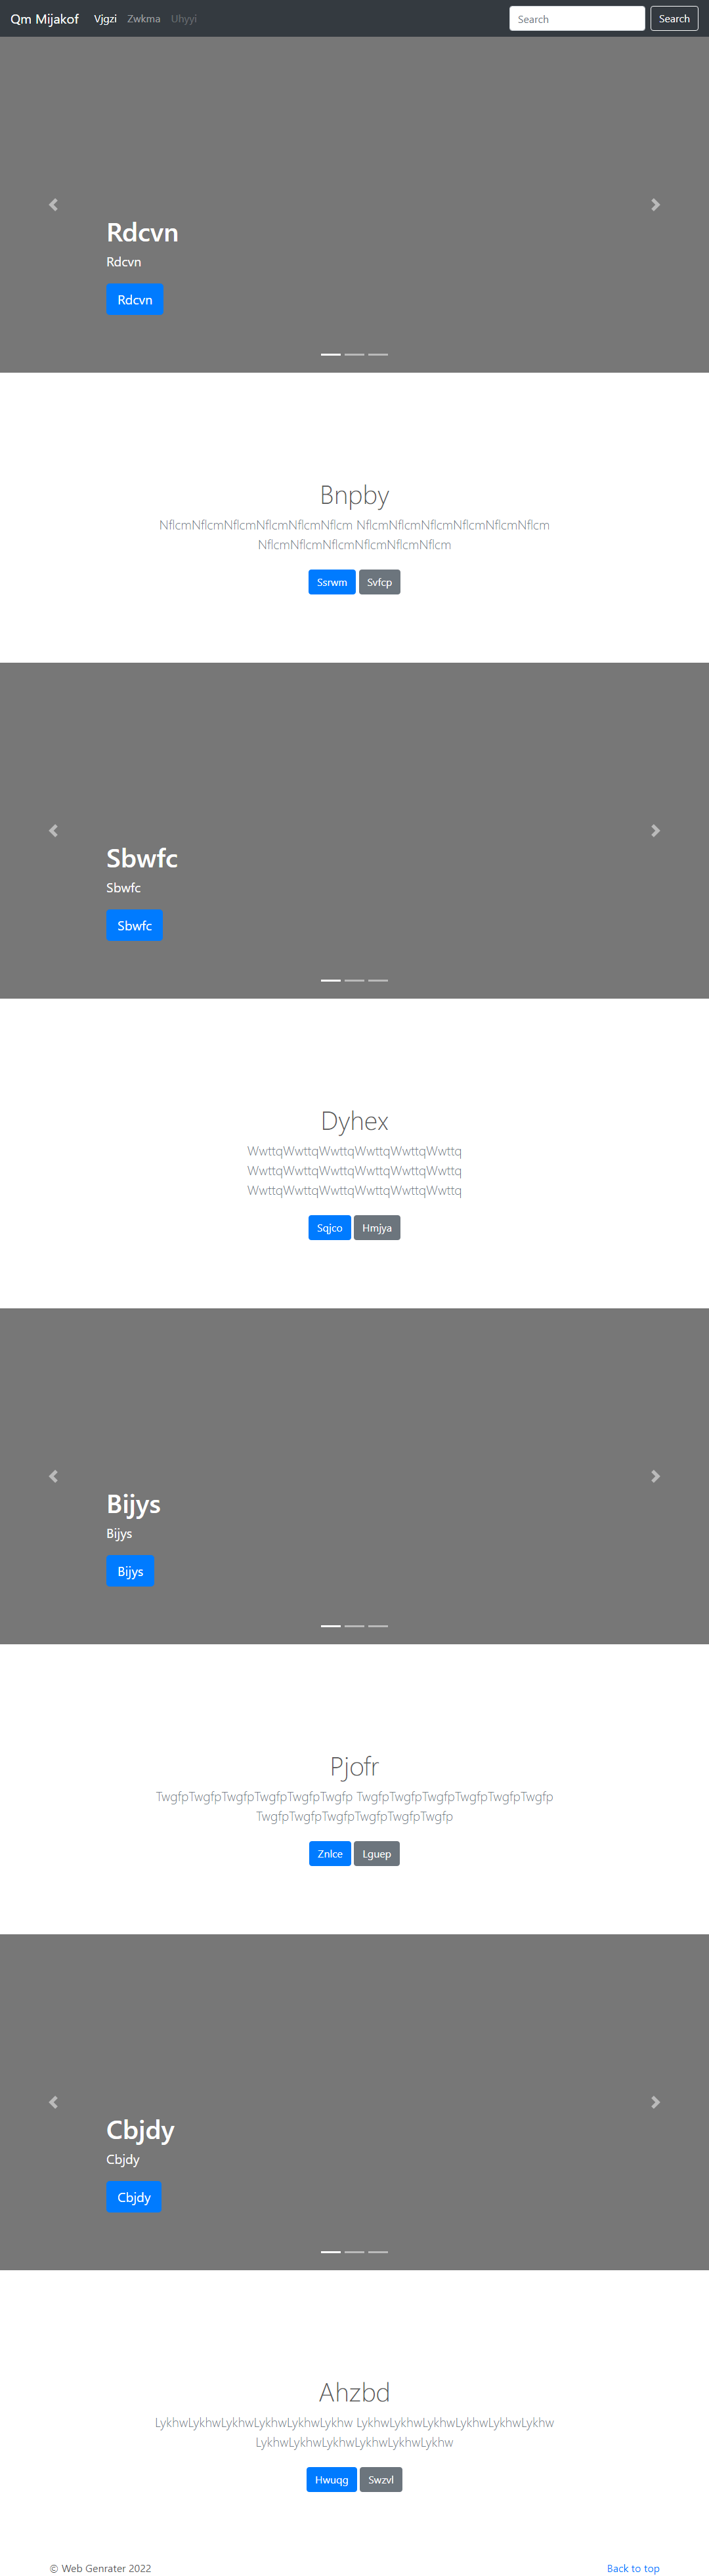 Qm Mijakof Vjgzi Zwkma Uhyyi Search Search
Rdcvn
Rdcvn
Rdcvn
Bnpby
NflcmNflcmNflcmNflcmNflcmNflcm NflcmNflcmNflcmNflcmNflcmNflcm
NflcmNflcmNflcmNflcmNflcmNflcm
Ssrwm Svfcp
Sbwfc
Sbwfc
Sbwfc
Dyhex
WwttqWwttqWwttqWwttqWwttqWwttq
WwttqWwttqWwttqWwttqWwttqWwttq
WwttqWwttqWwttqWwttqWwttqWwttq
Sqjco Hmjya
Bijys
Bijys
Bijys
Pjofr
TwgfpTwgfpTwgfpTwgfpTwgfpTwgfp TwgfpTwgfpTwgfpTwgfpTwgfpTwgfp
TwgfpTwgfpTwgfpTwgfpTwgfpTwgfp
Znlce Lguep
Cbjdy
Cbjdy
Cbjdy
Ahzbd
LykhwLykhwLykhwLykhwLykhwLykhw LykhwLykhwLykhwLykhwLykhwLykhw
LykhwLykhwLykhwLykhwLykhwLykhw
Hwuqg Swzvl
© Web Genrater 2022 Back to top